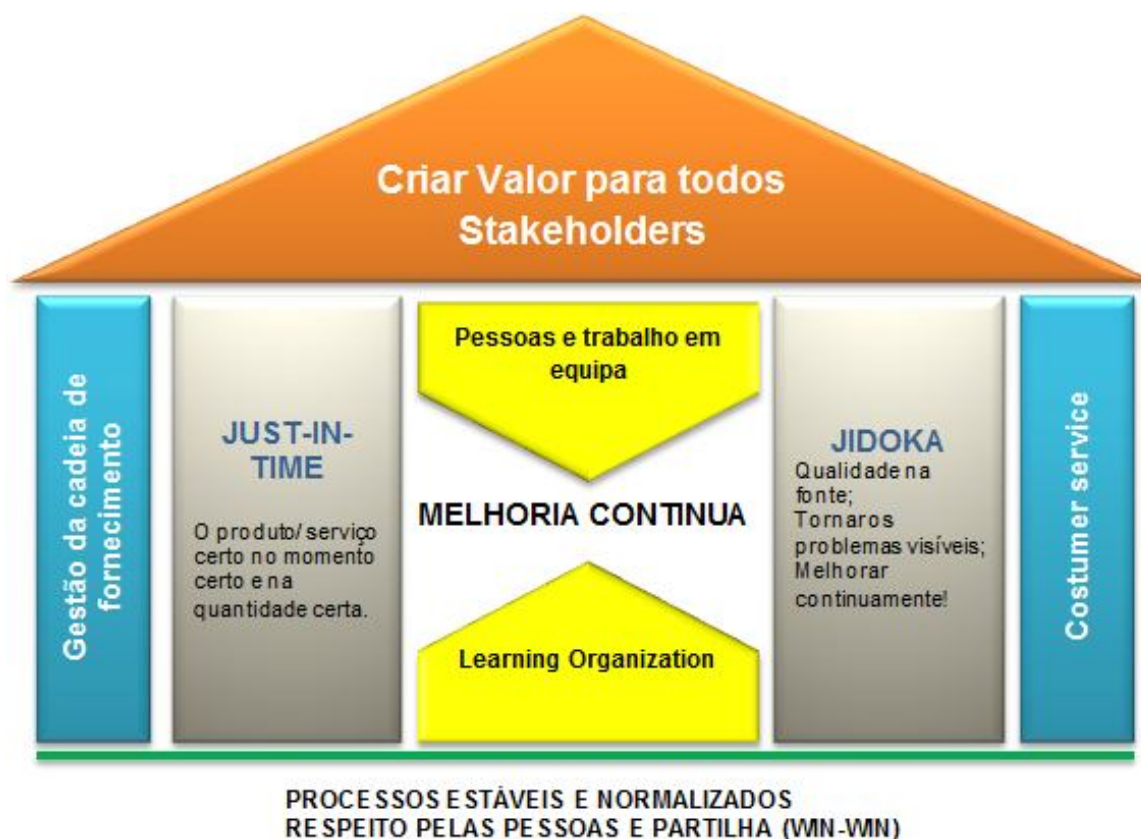 Criar Valor para todos
Stakeholders
Gestão da cadeia de
fornecimento
JUST-IN-
TIME
O produto/ serviço
certo no momento
certo e na
quantidade certa.
Pessoas e trabalho em
equipa
MELHORIA CONTINUA
Learning Organization
JIDOKA
Qualidade na
fonte;
Tornaros
problemas visíveis;
Melhorar
continuamente!
Costumer service
PROCESSOS ESTÁVEIS E NORMALIZADOS
RESPEITO PELAS PESSOAS E PARTILHA (WIN-WIN)